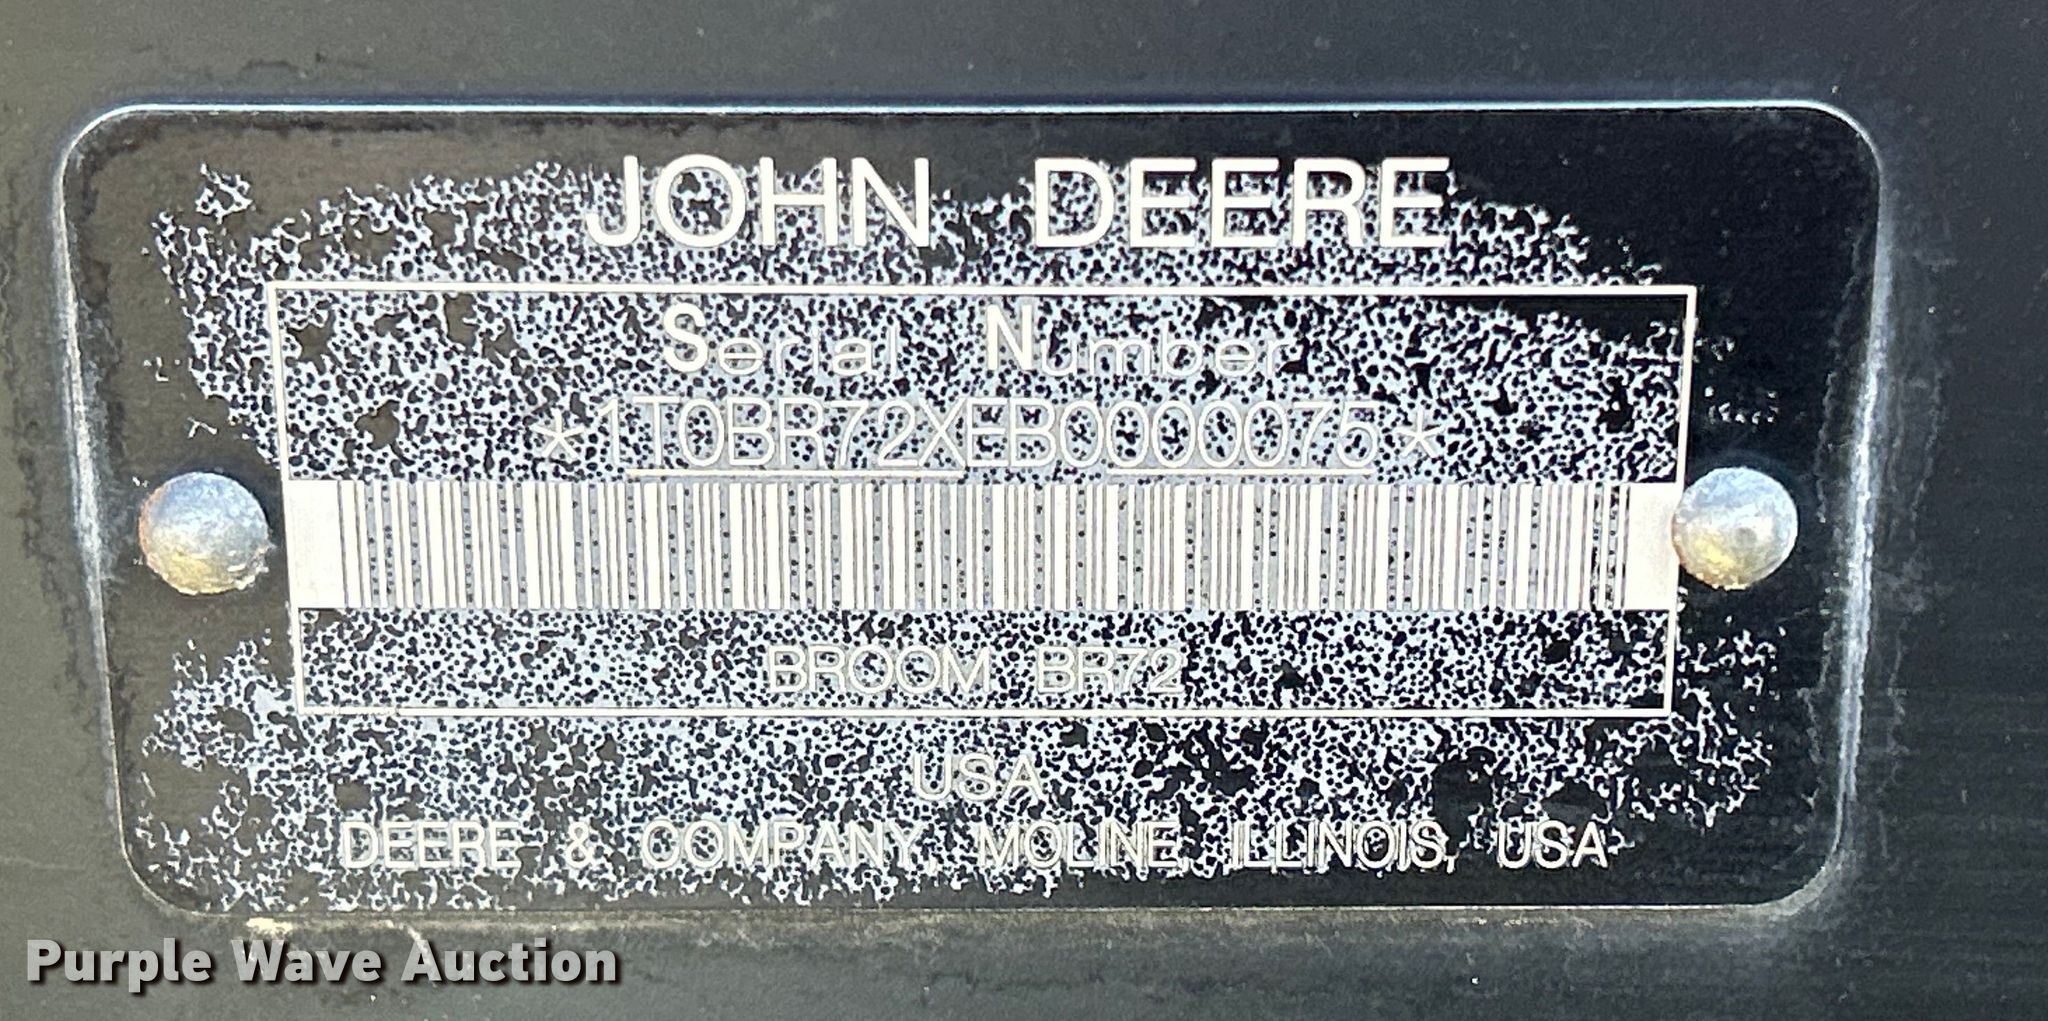 JOHN DEERE
Serial Number
*1T0BR72XEB0000075*
BROOM BR72
USA
DEERE & COMPANY, MOLINE, ILLINOIS, USA
Purple Wave Auction